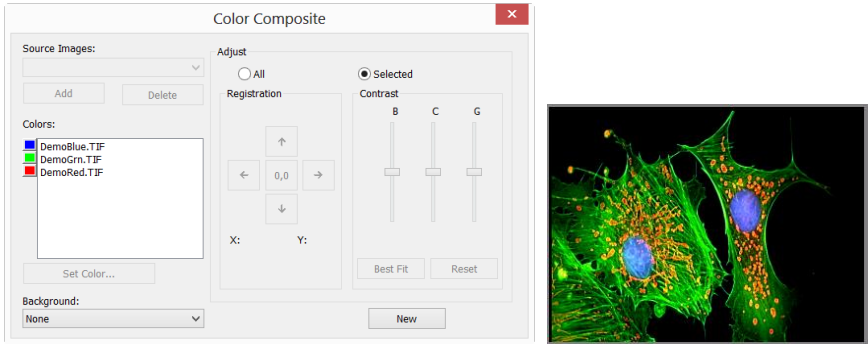 Color Composite
Source Images:
Add
Delete
Colors:
DemoBlue.TIF
DemoGrn.TIF
DemoRed.TIF
Set Color...
Background:
None
Adjust
All
Selected
Registration
0,0
X:
Y:
Contrast
B
C
G
Best Fit
Reset
New